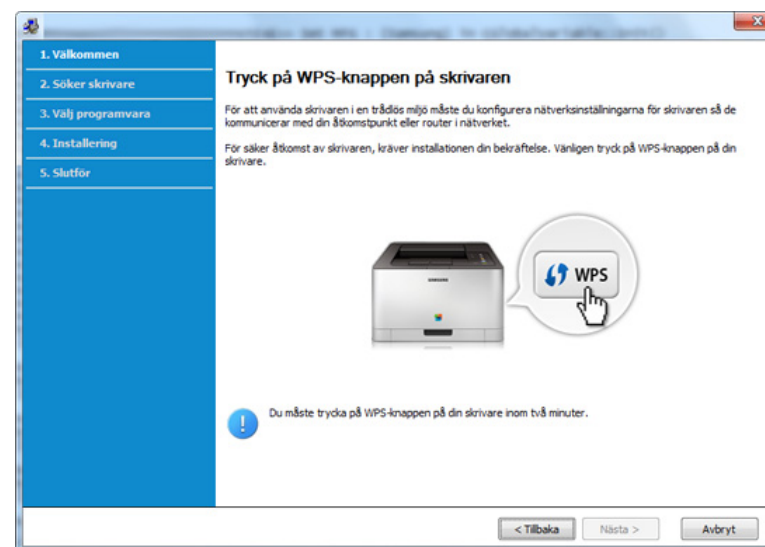 1. Välkommen
2. Söker skrivare
3. Välj programvara
4. Installering
5. Slutför
Tryck på WPS-knappen på skrivaren
För att använda skrivaren i en trådlös miljö måste du konfigurera nätverksinställningarna för skrivaren så de
kommunicerar med din åtkomstpunkt eller router i nätverket.
För säker åtkomst av skrivaren, kräver installationen din bekräftelse. Vänligen tryck på WPS-knappen på din
skrivare.
SAMSUNG
WPS
Du måste trycka på WPS-knappen på din skrivare inom två minuter.
< Tillbaka
Nästa >
Avbryt